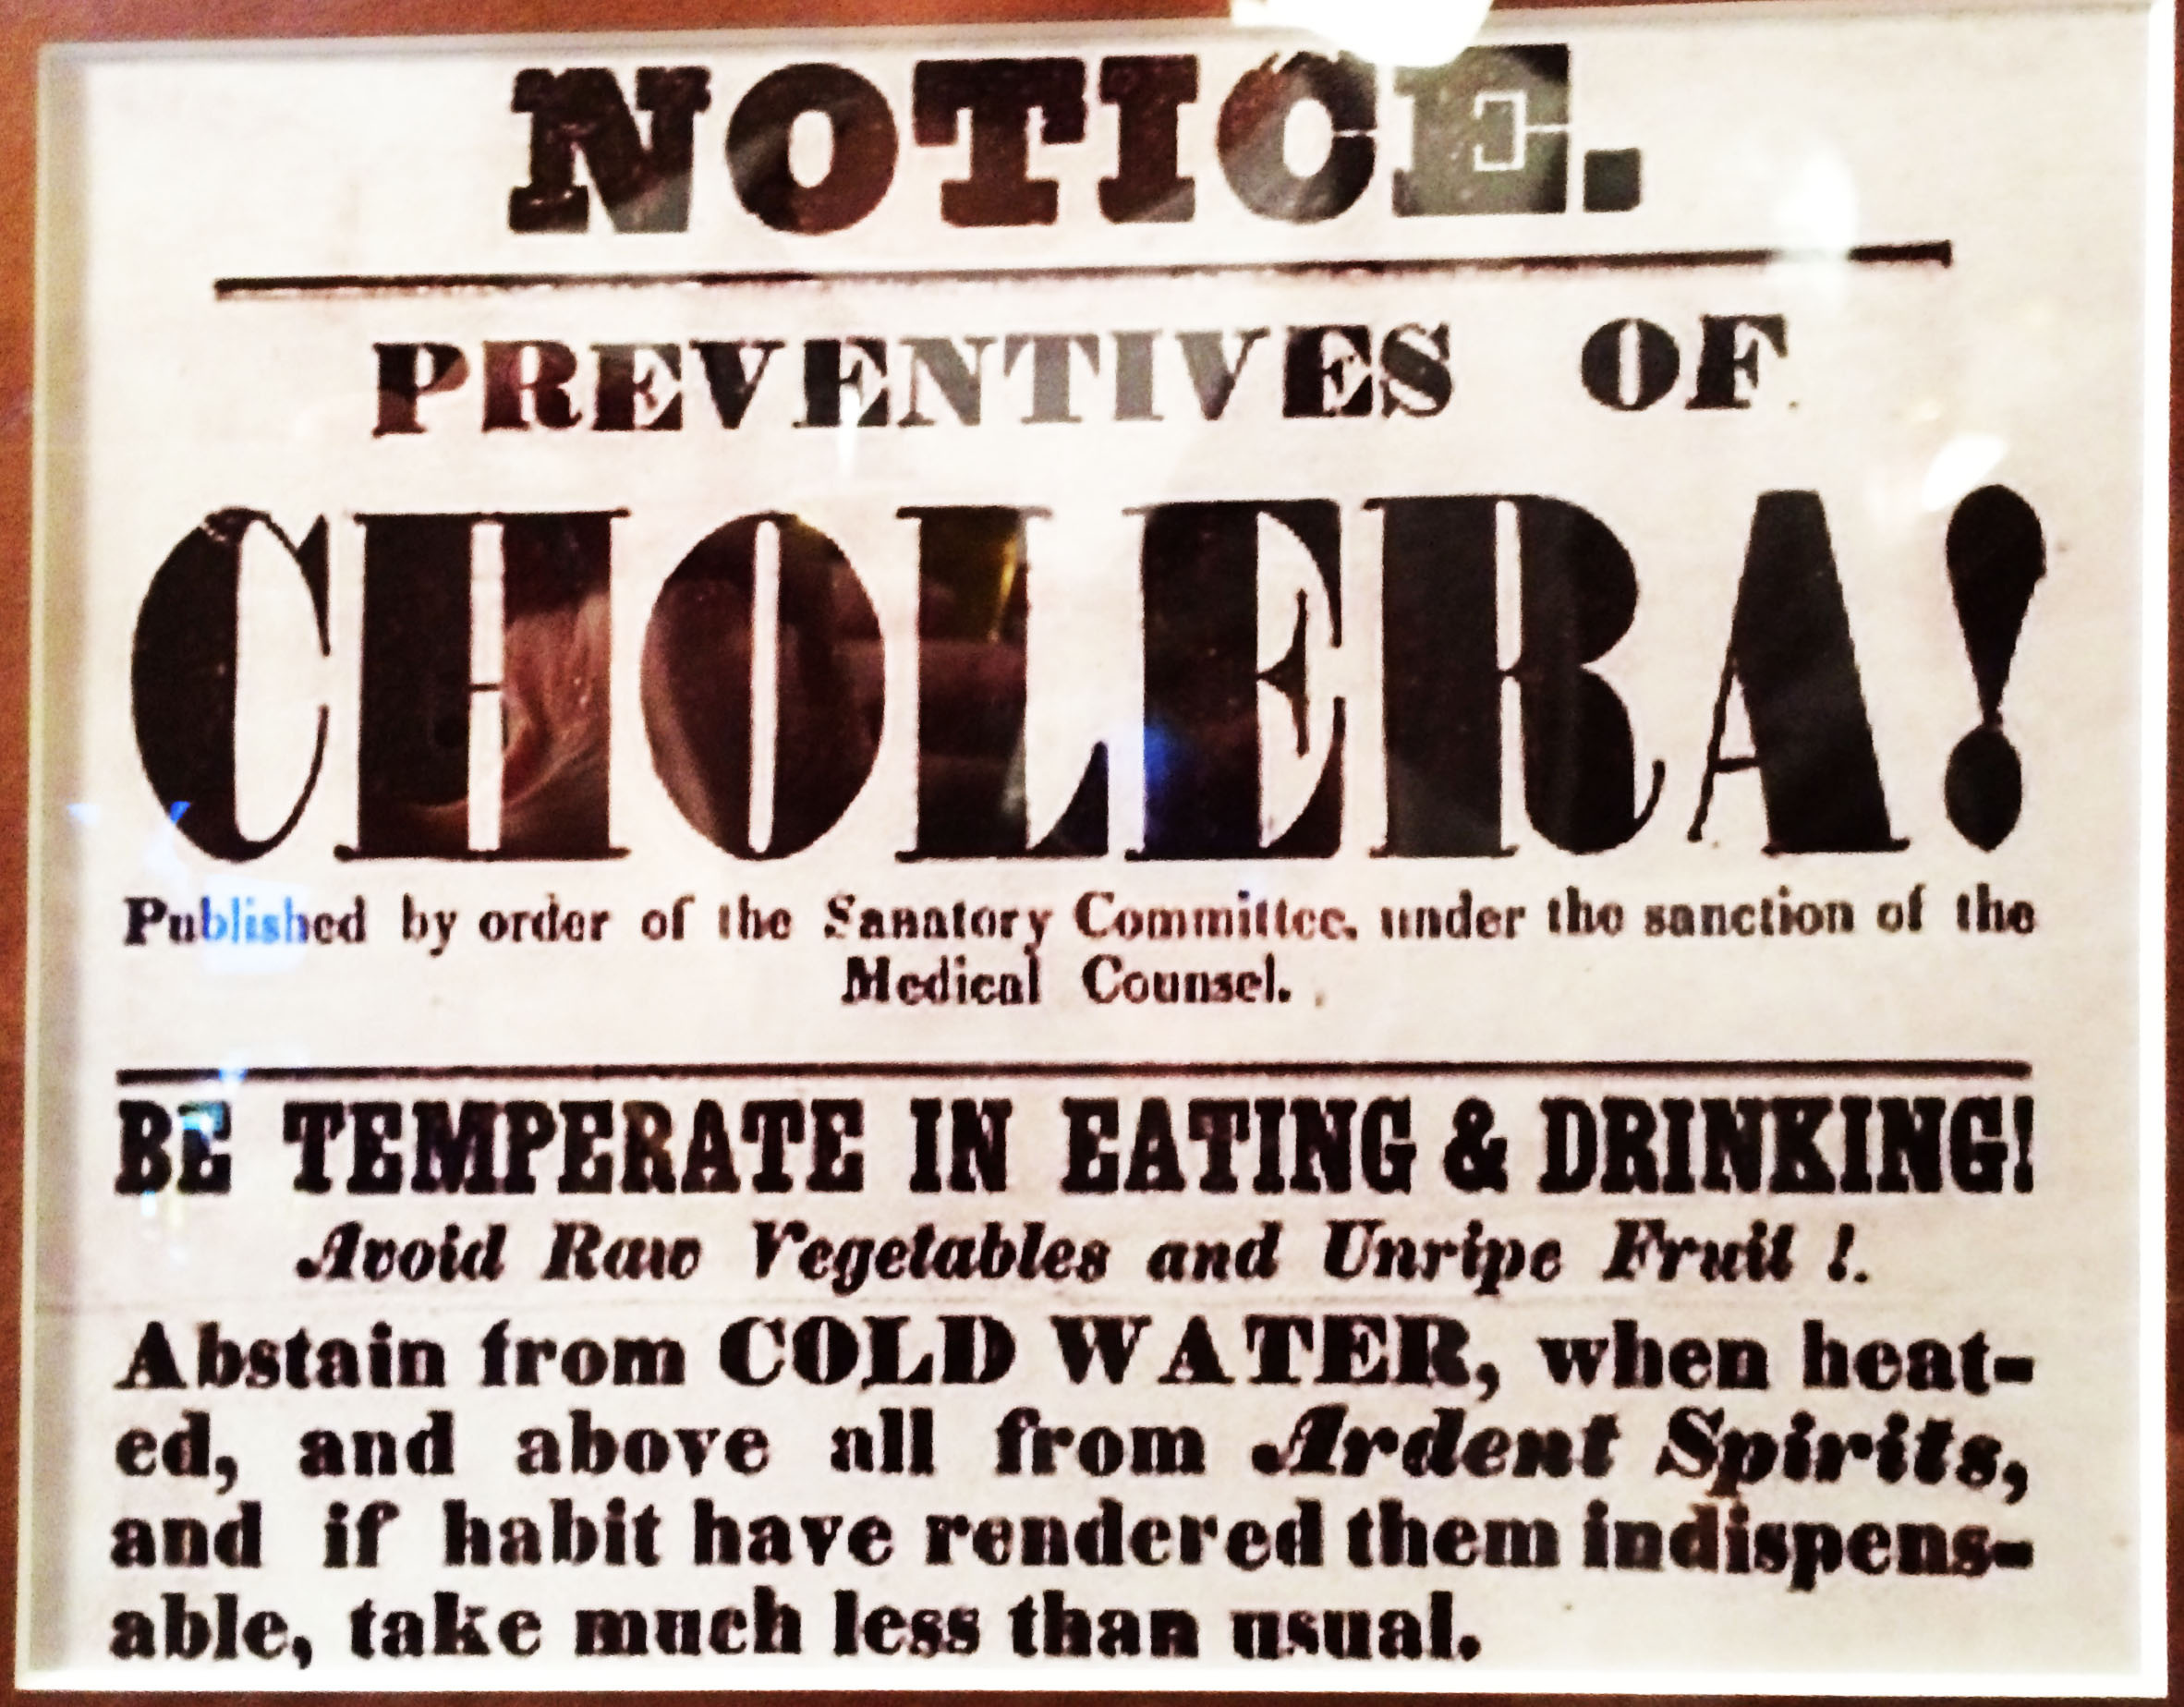 NOTICE.
PREVENTIVES OF
CHOLERA!
Published by order of the Sanatory Committee, under the sanction of the
Medical Counsel.
BE TEMPERATE IN EATING & DRINKING!
Avoid Raw Vegetables and Unripe Fruit !.
Abstain from COLD WATER, when heat-
ed, and above all from Ardent Spirits,
and if habit have rendered them indispens-
able, take much less than usual.